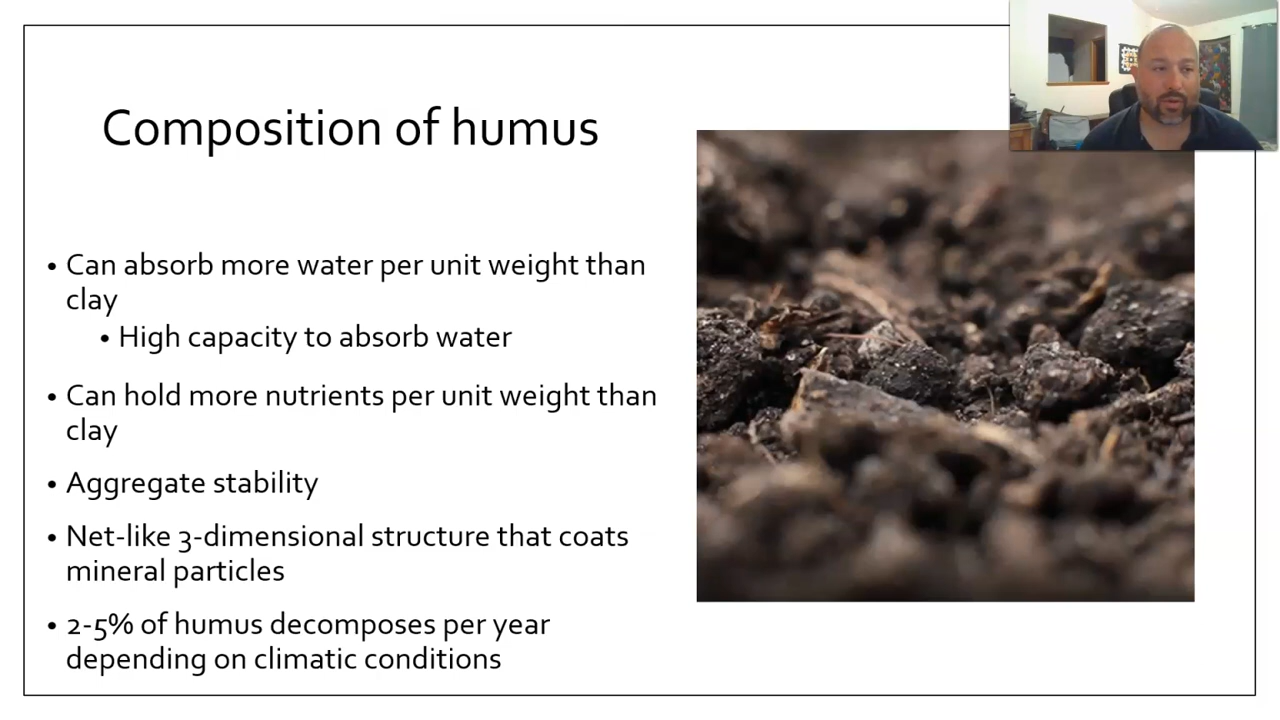 Composition of humus
• Can absorb more water per unit weight than
clay
• High capacity to absorb water
• Can hold more nutrients per unit weight than
clay
• Aggregate stability
• Net-like 3-dimensional structure that coats
mineral particles
• 2-5% of humus decomposes per year
depending on climatic conditions